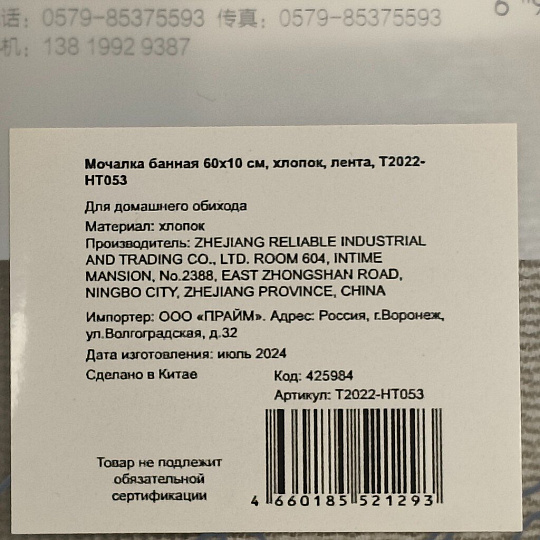 话: 0579-85375593 传真: 0579-85375593
机: 138 1999 2 9387
Мочалка банная 60х10 см, хлопок, лента, Т2022-
НТ053
Для домашнего обихода
Материал: хлопок
Производитель: ZHEJIANG RELIABLE INDUSTRIAL
AND TRADING CO., LTD. ROOM 604, INTIME
MANSION, No.2388, EAST ZHONGSHAN ROAD,
NINGBO CITY, ZHEJIANG PROVINCE, CHINA
Импортер: ООО «ПРАЙМ». Адрес: Россия, г.Воронеж,
ул.Волгоградская, д.32
Дата изготовления: июль 2024
Сделано в Китае
Код: 425984
Артикул: Т2022-НТ053
Товар не подлежит
обязательной
сертификации
4 660185 521293